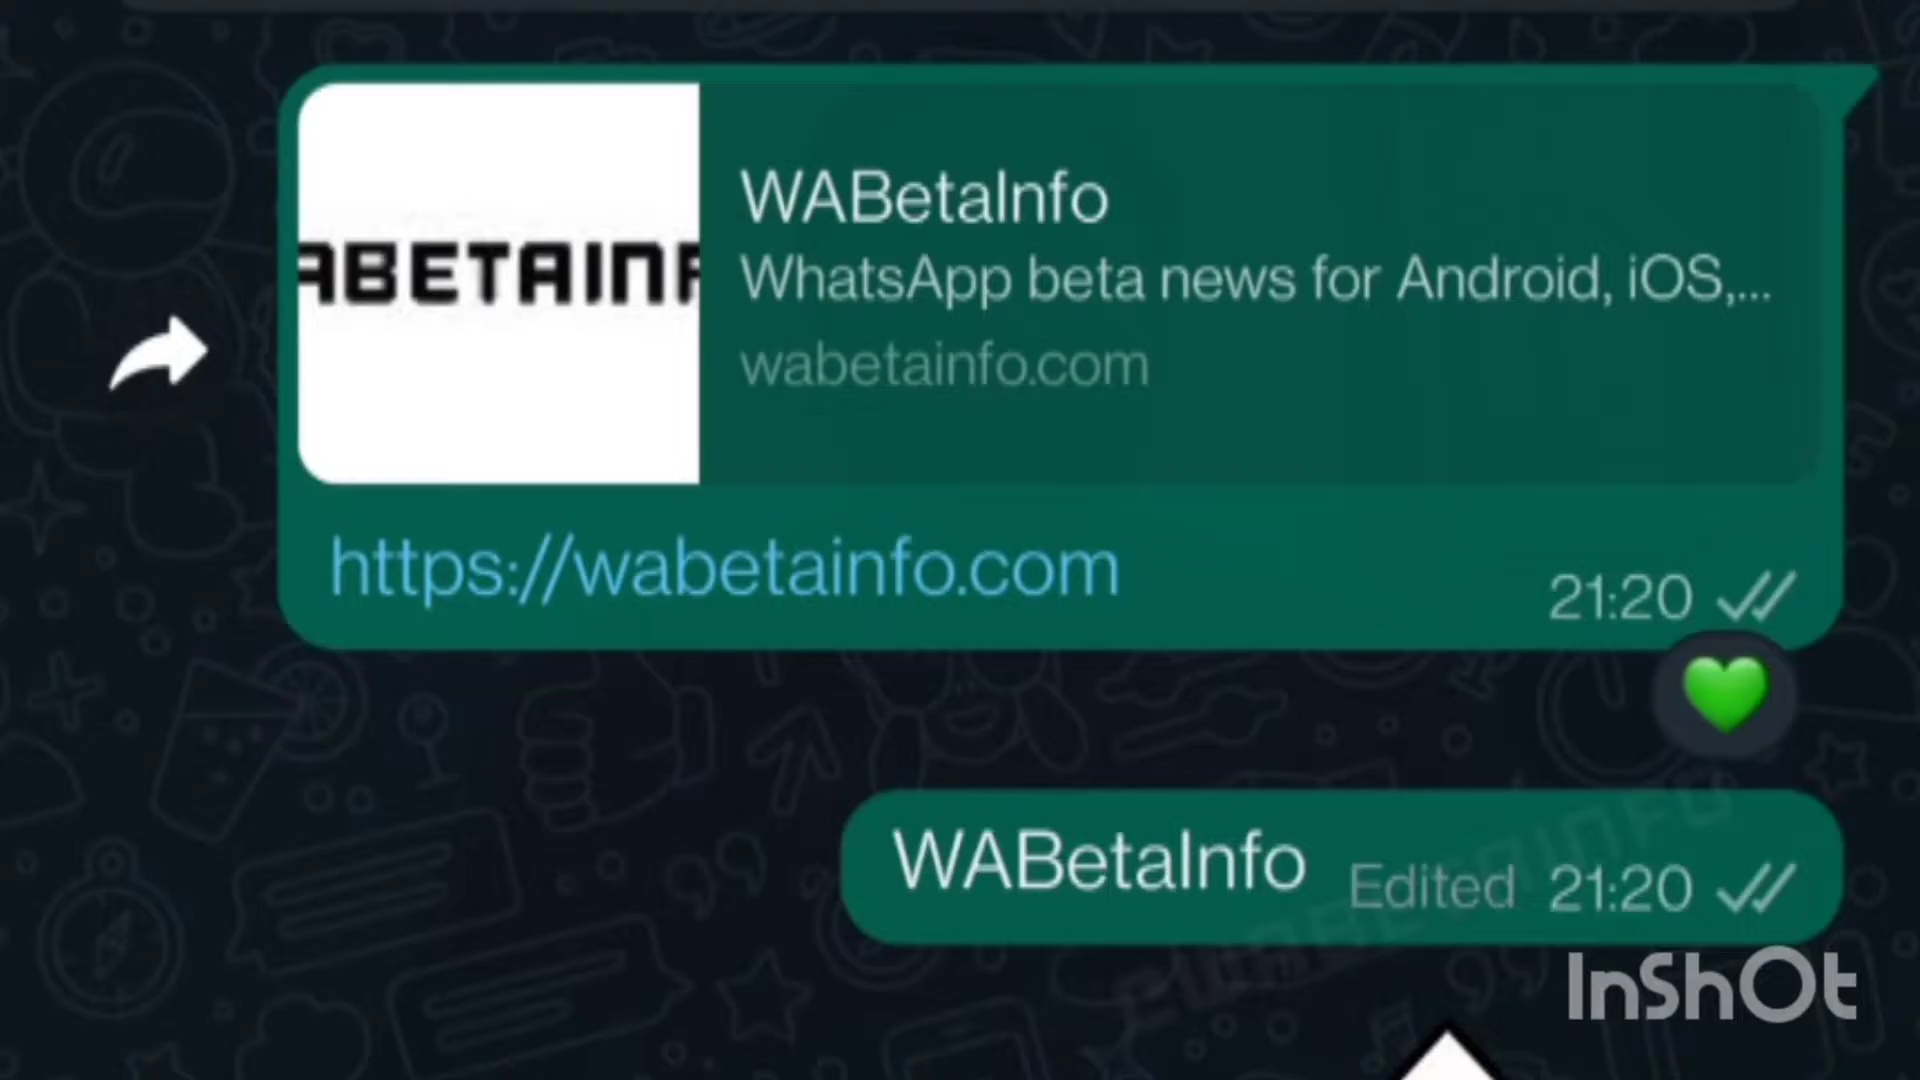 WABetaInfo
ABETAINF
WhatsApp beta news for Android, iOS,...
wabetainfo.com
https://wabetainfo.com
21:20
WABetaInfo Edited 21:20
WABETAINFO
InShOt